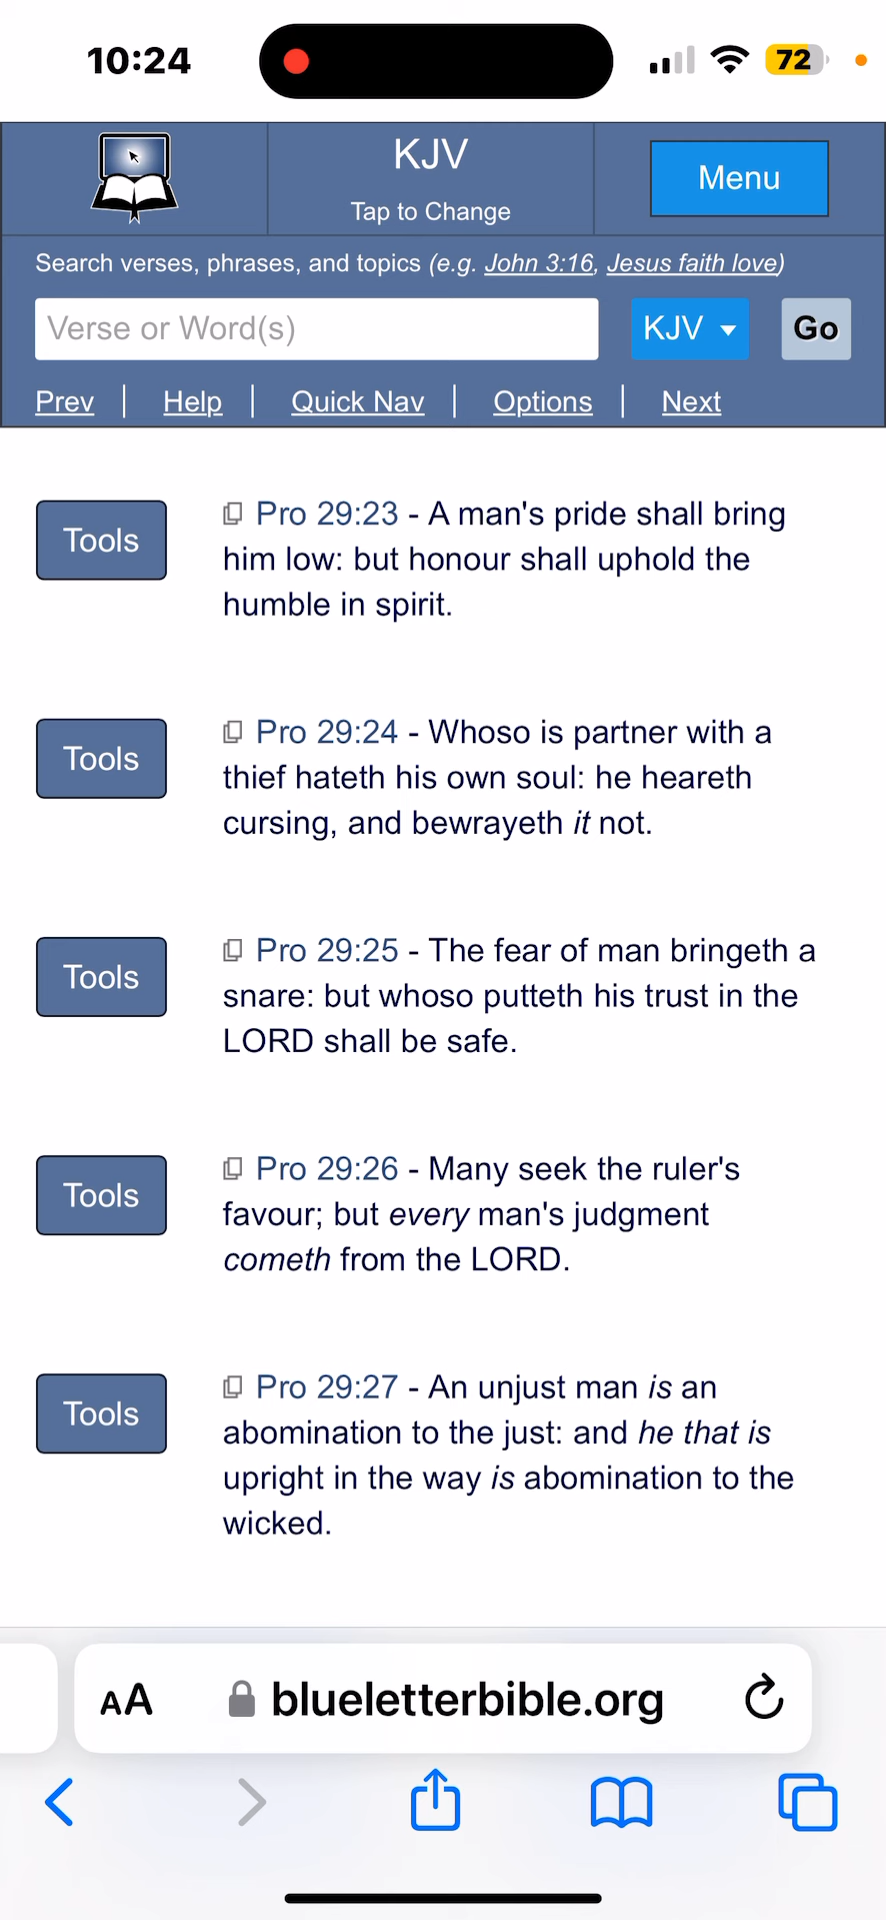 10:24
72
KJV
Tap to Change
Menu
Search verses, phrases, and topics (e.g. John 3:16, Jesus faith love)
Verse or Word(s)
KJV
Go
Prev | Help | Quick Nav | Options | Next
Tools
Pro 29:23 - A man's pride shall bring
him low: but honour shall uphold the
humble in spirit.
Tools
Pro 29:24 - Whoso is partner with a
thief hateth his own soul: he heareth
cursing, and bewrayeth it not.
Tools
Pro 29:25 - The fear of man bringeth a
snare: but whoso putteth his trust in the
LORD shall be safe.
Tools
Pro 29:26 - Many seek the ruler's
favour; but every man's judgment
cometh from the LORD.
Tools
Pro 29:27 - An unjust man is an
abomination to the just: and he that is
upright in the way is abomination to the
wicked.
AA
blueletterbible.org